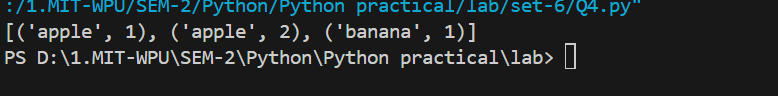 :/1.MIT-WPU/SEM-2/Python/Python practical/lab/set-6/Q4.py"
[('apple', 1), ('apple', 2), ('banana', 1)]
PS D:\1.MIT-WPU\SEM-2\Python\Python practical\lab>